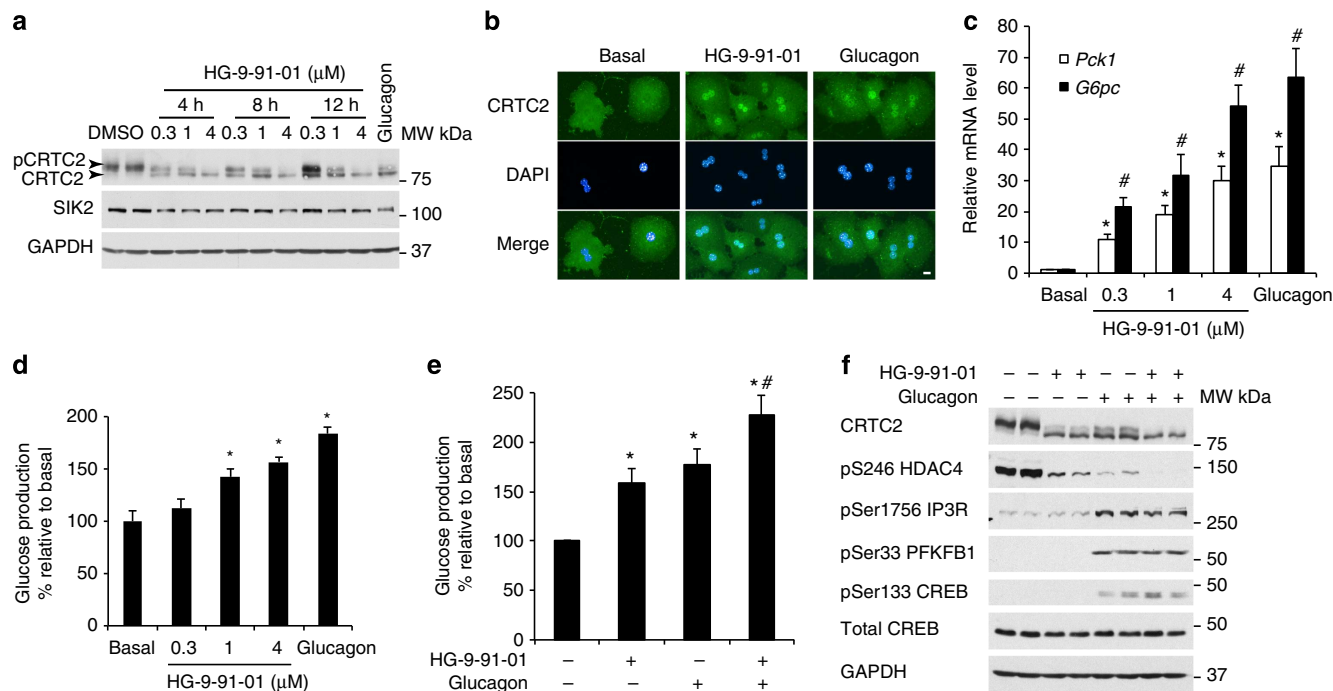 a
HG-9-91-01 (μM)
4 h 8 h 12 h Glucagon
DMSO 0.3 1 4 0.3 1 4 0.3 1 4 MW kDa
pCRTC2
CRTC2
75
SIK2
100
GAPDH
37
b
Basal HG-9-91-01 Glucagon
CRTC2
DAPI
Merge
c
Relative mRNA level
80
70
60
50
40
30
20
10
0
Pck1
G6pc
* # * # * # * #
Basal 0.3 1 4 Glucagon
HG-9-91-01 (μM)
d
Glucose production
% relative to basal
200
150
100
50
0
* * *
Basal 0.3 1 4 Glucagon
HG-9-91-01 (μM)
e
Glucose production
% relative to basal
250
200
150
100
50
0
* * * #
HG-9-91-01 – + – +
Glucagon – – + +
f
HG-9-91-01 – – + + – – + +
Glucagon – – – – + + + + MW kDa
CRTC2
75
pS246 HDAC4
150
pSer1756 IP3R
250
pSer33 PFKFB1
50
pSer133 CREB
50
Total CREB
50
GAPDH
37